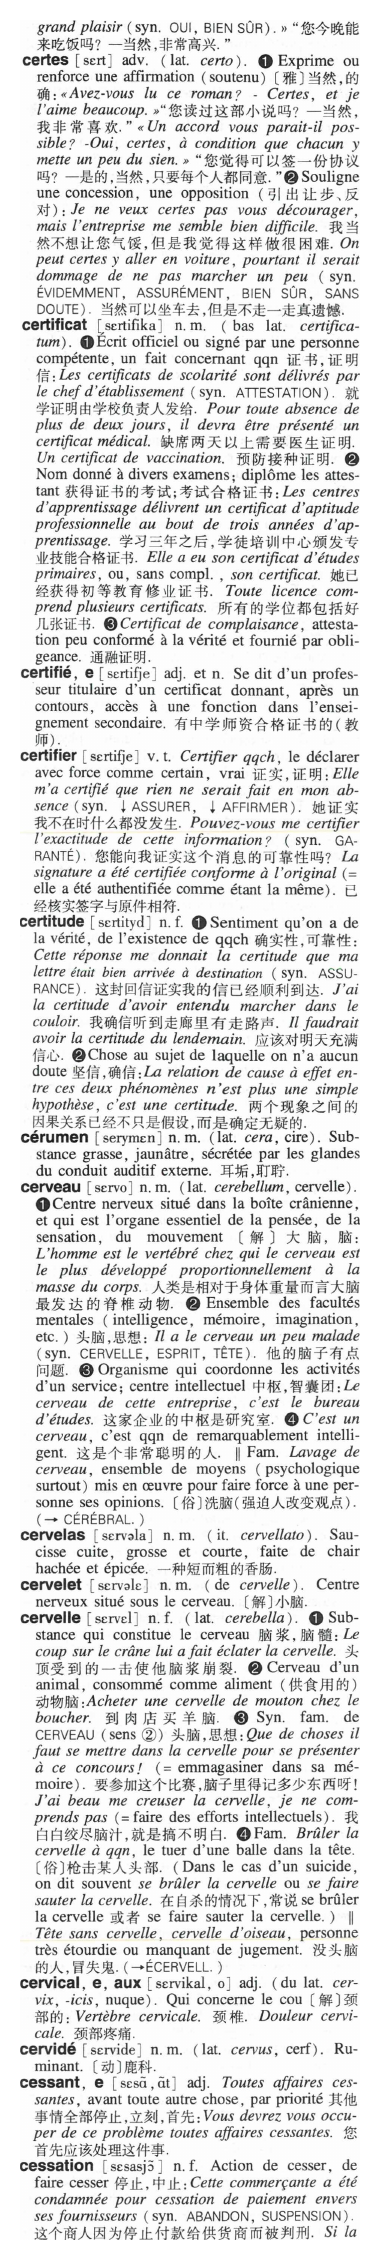 grand plaisir (syn. OUI, BIEN SÛR). » “您今晚能
来吃饭吗? —当然,非常高兴.”
certes [sɛrt] adv. (lat. certo). ❶ Exprime ou
renforce une affirmation (soutenu) [雅]当然,的
确: «Avez-vous lu ce roman? - Certes, et je
l'aime beaucoup. »“您读过这部小说吗? —当然,
我非常喜欢.” « Un accord vous parait-il pos-
sible? -Oui, certes, à condition que chacun y
mette un peu du sien. » “您觉得可以签一份协议
吗? —是的,当然,只要每个人都同意.”❷ Souligne
une concession, une opposition (引出让步、反
对): Je ne veux certes pas vous décourager,
mais l'entreprise me semble bien difficile. 我当
然不想让您气馁,但是我觉得这样做很困难. On
peut certes y aller en voiture, pourtant il serait
dommage de ne pas marcher un peu (syn.
ÉVIDEMMENT, ASSURÉMENT, BIEN SÛR, SANS
DOUTE). 当然可以坐车去,但是不走一走真遗憾.
certificat [sɛrtifika] n. m. (bas lat. certifica-
tum). ❶Écrit officiel ou signé par une personne
compétente, un fait concernant qqn 证书,证明
信: Les certificats de scolarité sont délivrés par
le chef d'établissement (syn. ATTESTATION). 就
学证明由学校负责人发给. Pour toute absence de
plus de deux jours, il devra être présenté un
certificat médical. 缺席两天以上需要医生证明.
Un certificat de vaccination. 预防接种证明. ❷
Nom donné à divers examens; diplôme les attes-
tant 获得证书的考试;考试合格证书: Les centres
d'apprentissage délivrent un certificat d'aptitude
professionnelle au bout de trois années d'ap-
prentissage. 学习三年之后,学徒培训中心颁发专
业技能合格证书. Elle a eu son certificat d'études
primaires, ou, sans compl. , son certificat. 她已
经获得初等教育修业证书. Toute licence com-
prend plusieurs certificats. 所有的学位都包括好
几张证书. ❸Certificat de complaisance, attesta-
tion peu conformé à la vérité et fournié par obli-
geance. 通融证明.
certifié, e [sɛrtifje] adj. et n. Se dit d'un profes-
seur titulaire d'un certificat donnant, après un
contours, accès à une fonction dans l'ensei-
gnement secondaire. 有中学师资合格证书的(教
师).
certifier [sɛrtifje] v. t. Certifier qqch, le déclarer
avec force comme certain, vrai 证实,证明: Elle
m'a certifié que rien ne serait fait en mon ab-
sence (syn. ↓ ASSURER, ↓ AFFIRMER). 她证实
我不在时什么都没发生. Pouvez-vous me certifier
l'exactitude de cette information? (syn. GA-
RANTÉ). 您能向我证实这个消息的可靠性吗? La
signature a été certifiée conforme à l'original (=
elle a été authentifiée comme étant la même). 已
经核实签字与原件相符.
certitude [sɛrtityd] n. f. ❶ Sentiment qu'on a de
la vérité, de l'existence de qqch 确实性,可靠性:
Cette réponse me donnait la certitude que ma
lettre était bien arrivée à destination (syn. ASSU-
RANCE). 这封回信证实我的信已经顺利到达. J'ai
la certitude d'avoir entendu marcher dans le
couloir. 我确信听到走廊里有走路声. Il faudrait
avoir la certitude du lendemain. 应该对明天充满
信心. ❷Chose au sujet de laquelle on n'a aucun
doute 坚信,确信: La relation de cause à effet en-
tre ces deux phénomènes n'est plus une simple
hypothèse, c'est une certitude. 两个现象之间的
因果关系已经不只是假设,而是确定无疑的.
cérumen [serymɛn] n. m. (lat. cera, cire). Sub-
stance grasse, jaunâtre, sécrétée par les glandes
du conduit auditif externe. 耳垢,耵聍.
cerveau [sɛrvo] n. m. (lat. cerebellum, cervelle).
❶Centre nerveux situé dans la boîte crânienne,
et qui est l'organe essentiel de la pensée, de la
sensation, du mouvement [解] 大脑, 脑:
L'homme est le vertébré chez qui le cerveau est
le plus développé proportionnellement à la
masse du corps. 人类是相对于身体重量而言大脑
最发达的脊椎动物. ❷ Ensemble des facultés
mentales (intelligence, mémoire, imagination,
etc.) 头脑,思想: Il a le cerveau un peu malade
(syn. CERVELLE, ESPRIT, TÊTE). 他的脑子有点
问题. ❸ Organisme qui coordonne les activités
d'un service; centre intellectuel 中枢,智囊团: Le
cerveau de cette entreprise, c'est le bureau
d'études. 这家企业的中枢是研究室. ❹ C'est un
cerveau, c'est qqn de remarquablement intelli-
gent. 这是个非常聪明的人. ‖ Fam. Lavage de
cerveau, ensemble de moyens (psychologique
surtout) mis en œuvre pour faire force à une per-
sonne ses opinions. [俗]洗脑(强迫人改变观点).
(→ CÉRÉBRAL. )
cervelas [sɛrvəla] n. m. (it. cervellato). Sau-
cisse cuite, grosse et courte, faite de chair
hachée et épicée. 一种短而粗的香肠.
cervelet [sɛrvəlɛ] n. m. (de cervelle). Centre
nerveux situé sous le cerveau. [解]小脑.
cervelle [sɛrvɛl] n. f. (lat. cerebella). ❶ Sub-
stance qui constitue le cerveau 脑浆,脑髓: Le
coup sur le crâne lui a fait éclater la cervelle. 头
顶受到的一击使他脑浆崩裂. ❷ Cerveau d'un
animal, consommé comme aliment (供食用的)
动物脑: Acheter une cervelle de mouton chez le
boucher. 到肉店买羊脑. ❸ Syn. fam. de
CERVEAU (sens ②) 头脑,思想: Que de choses il
faut se mettre dans la cervelle pour se présenter
à ce concours! (= emmagasiner dans sa mé-
moire). 要参加这个比赛,脑子里得记多少东西呀!
J'ai beau me creuser la cervelle, je ne com-
prends pas (=faire des efforts intellectuels). 我
白白绞尽脑汁,就是搞不明白. ❹Fam. Brûler la
cervelle à qqn, le tuer d'une balle dans la tête.
[俗]枪击某人头部. (Dans le cas d'un suicide,
on dit souvent se brûler la cervelle ou se faire
sauter la cervelle. 在自杀的情况下,常说 se brûler
la cervelle 或者 se faire sauter la cervelle. ) ‖
Tête sans cervelle, cervelle d'oiseau, personne
très étourdie ou manquant de jugement. 没头脑
的人,冒失鬼. (→ÉCERVELL. )
cervical, e, aux [sɛrvikal, o] adj. (du lat. cer-
vix, -icis, nuque). Qui concerne le cou [解]颈
部的: Vertèbre cervicale. 颈椎. Douleur cervi-
cale. 颈部疼痛.
cervidé [sɛrvide] n. m. (lat. cervus, cerf). Ru-
minant. [动]鹿科.
cessant, e [sɛsɑ̃, ɑ̃t] adj. Toutes affaires ces-
santes, avant toute autre chose, par priorité 其他
事情全部停止,立刻,首先: Vous devrez vous occu-
per de ce problème toutes affaires cessantes. 您
首先应该处理这件事.
cessation [sɛsasjɔ̃] n. f. Action de cesser, de
faire cesser 停止,中止: Cette commerçante a été
condamnée pour cessation de paiement envers
ses fournisseurs (syn. ABANDON, SUSPENSION).
这个商人因为停止付款给供货商而被判刑. Si la